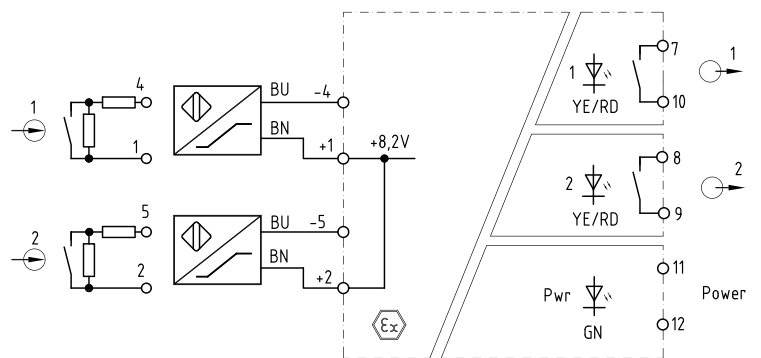 1
4
1
BU
-4
BN
+1
+8,2V
2
5
2
BU
-5
BN
+2
Ex
1
YE/RD
7
10
1
2
YE/RD
8
9
2
Pwr
GN
11
12
Power